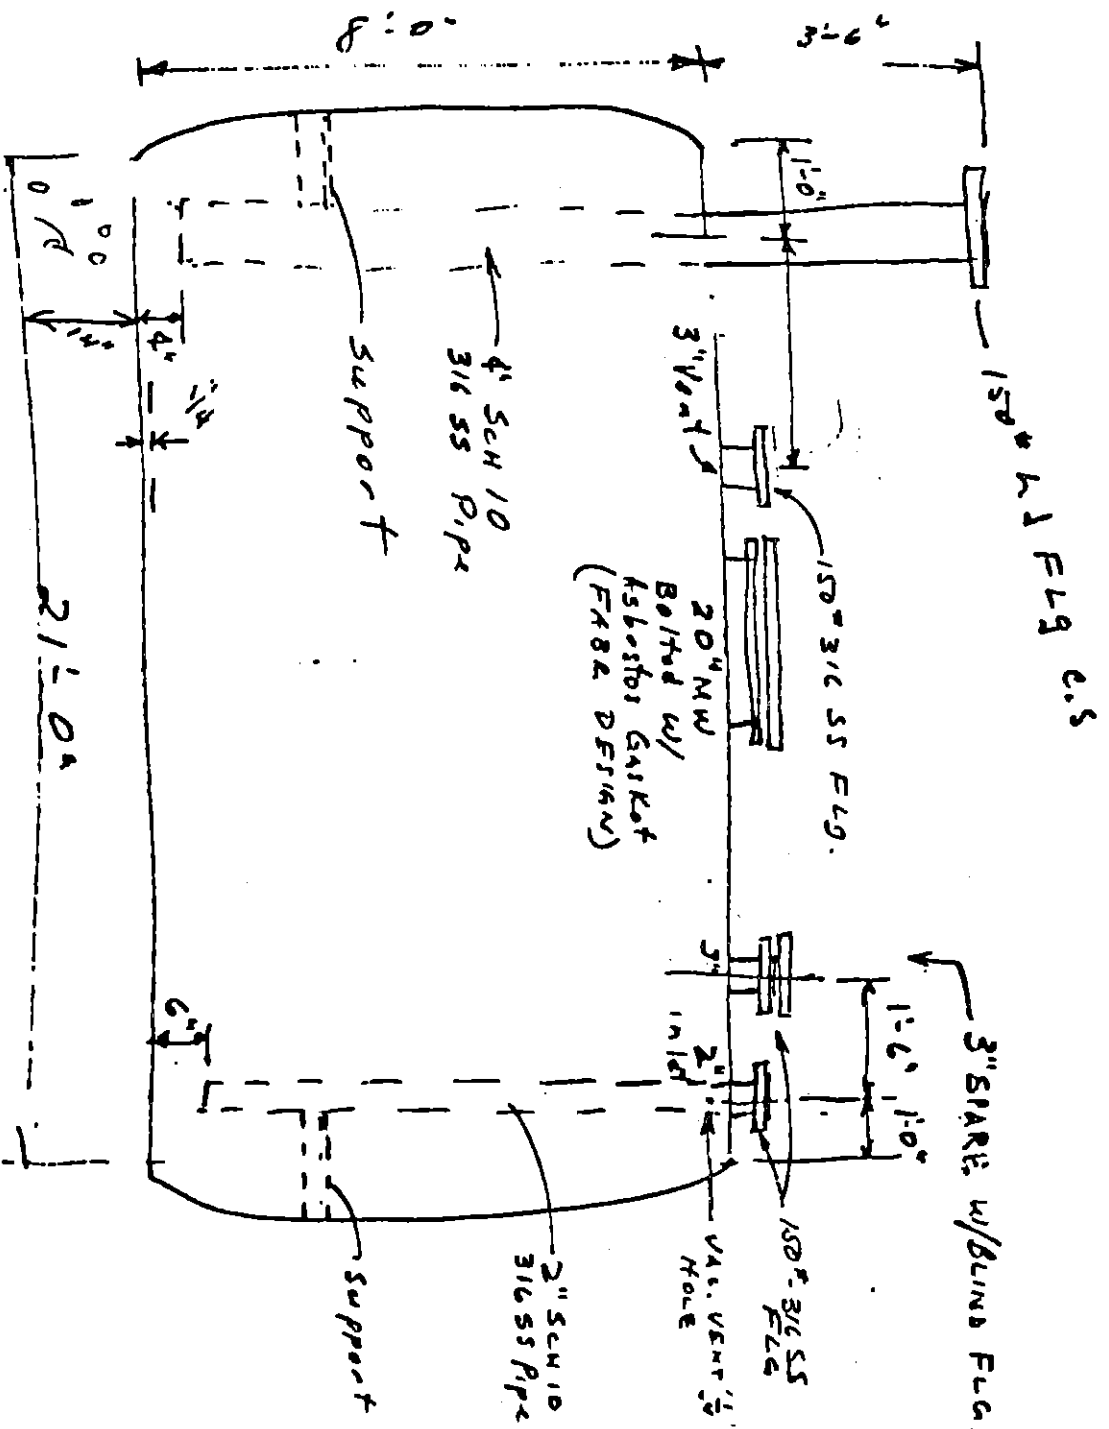 3'-6"
8'-0"
1'-0"
150# h d FLg C.S
3" Vent
150# 316 SS FLG.
20" MW
Bolted W/
Asbestos Gasket
(FABR DESIGN)
3" SPARE W/BLIND FLG
1'-6"
1'-0"
3"
2"
inlet
150#-316 SS
FLG
VAC. VENT
HOLE
4" SCH 10
316 SS Pipe
Support
2" SCH 10
316 SS Pipe
Support
4"
1/4"
6"
21'-0"